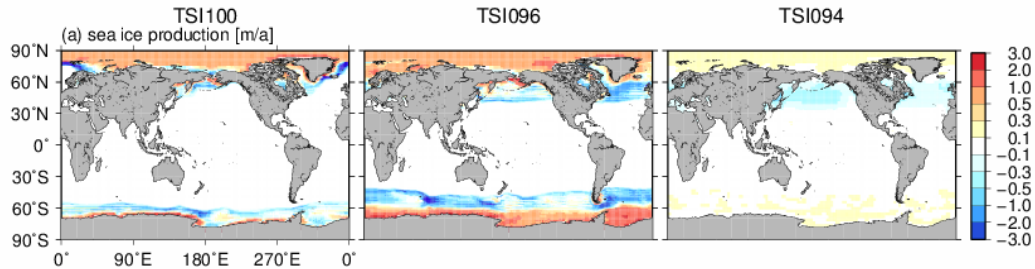 TSI100 TSI096 TSI094
(a) sea ice production [m/a]
90°N
60°N
30°N
0°
30°S
60°S
90°S
0° 90°E 180°E 270°E 0°
3.0
2.0
1.0
0.5
0.3
0.1
−0.1
−0.3
−0.5
−1.0
−2.0
−3.0